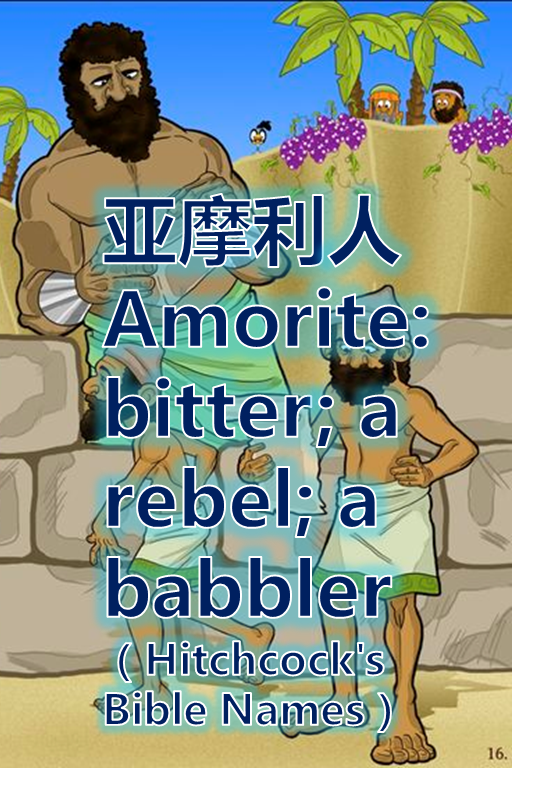 亚摩利人
Amorite:
bitter; a
rebel; a
babbler
( Hitchcock's
Bible Names )
16.